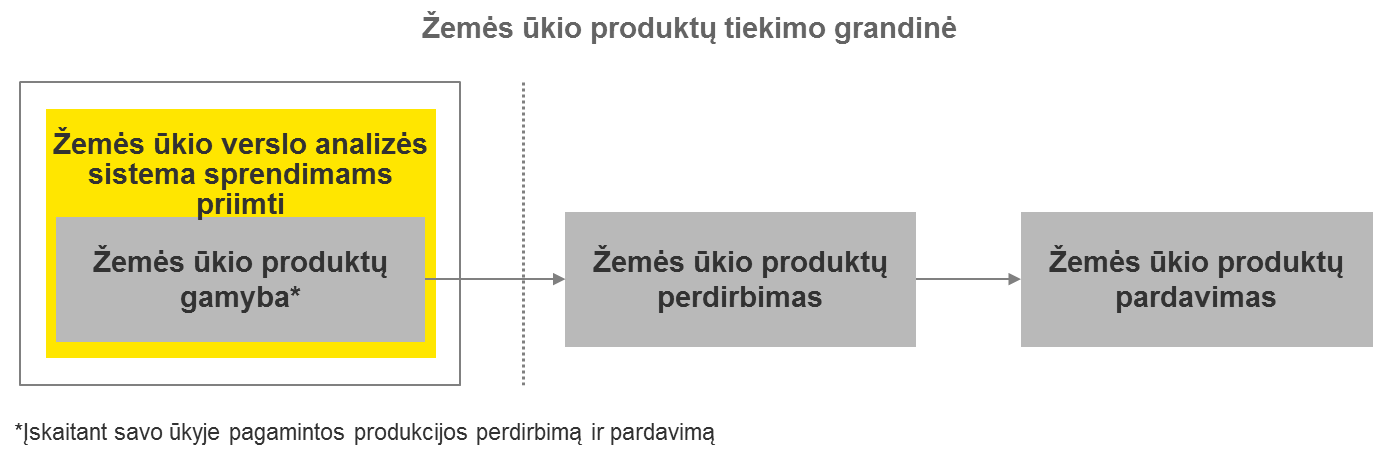 Žemės ūkio produktų tiekimo grandinė
Žemės ūkio verslo analizės
sistema sprendimams
priimti
Žemės ūkio produktų
gamyba*
Žemės ūkio produktų
perdirbimas
Žemės ūkio produktų
pardavimas
*Įskaitant savo ūkyje pagamintos produkcijos perdirbimą ir pardavimą